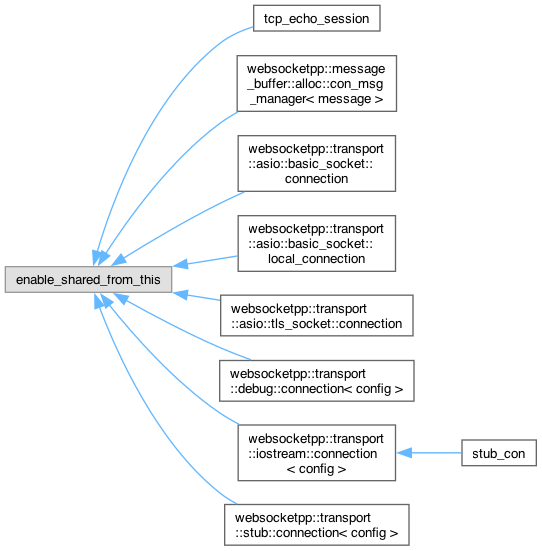 tcp_echo_session
websocketpp::message
_buffer::alloc::con_msg
_manager< message >
websocketpp::transport
::asio::basic_socket::
connection
websocketpp::transport
::asio::basic_socket::
local_connection
enable_shared_from_this
websocketpp::transport
::asio::tls_socket::connection
websocketpp::transport
::debug::connection< config >
websocketpp::transport
::iostream::connection
< config >
stub_con
websocketpp::transport
::stub::connection< config >